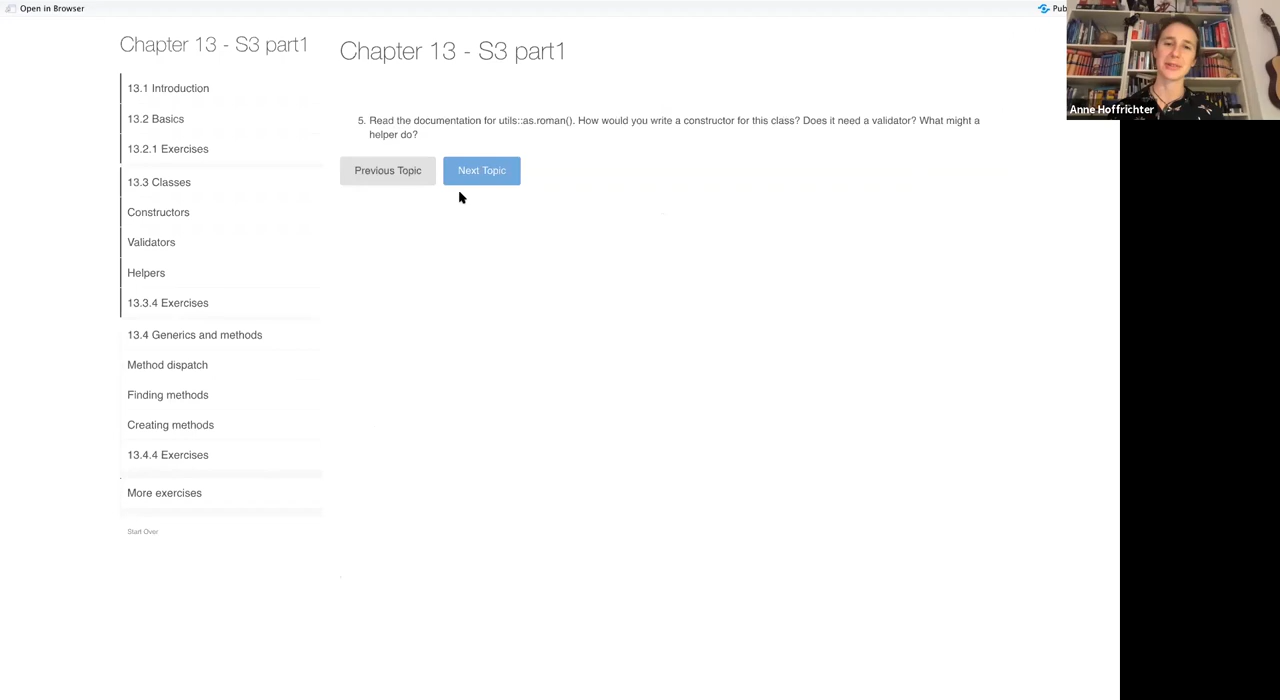 Open in Browser
Pub
Chapter 13 - S3 part1
13.1 Introduction
13.2 Basics
13.2.1 Exercises
13.3 Classes
Constructors
Validators
Helpers
13.3.4 Exercises
13.4 Generics and methods
Method dispatch
Finding methods
Creating methods
13.4.4 Exercises
More exercises
Start Over
Chapter 13 - S3 part1
5. Read the documentation for utils::as.roman(). How would you write a constructor for this class? Does it need a validator? What might a
helper do?
Previous Topic
Next Topic
Anne Hoffrichter